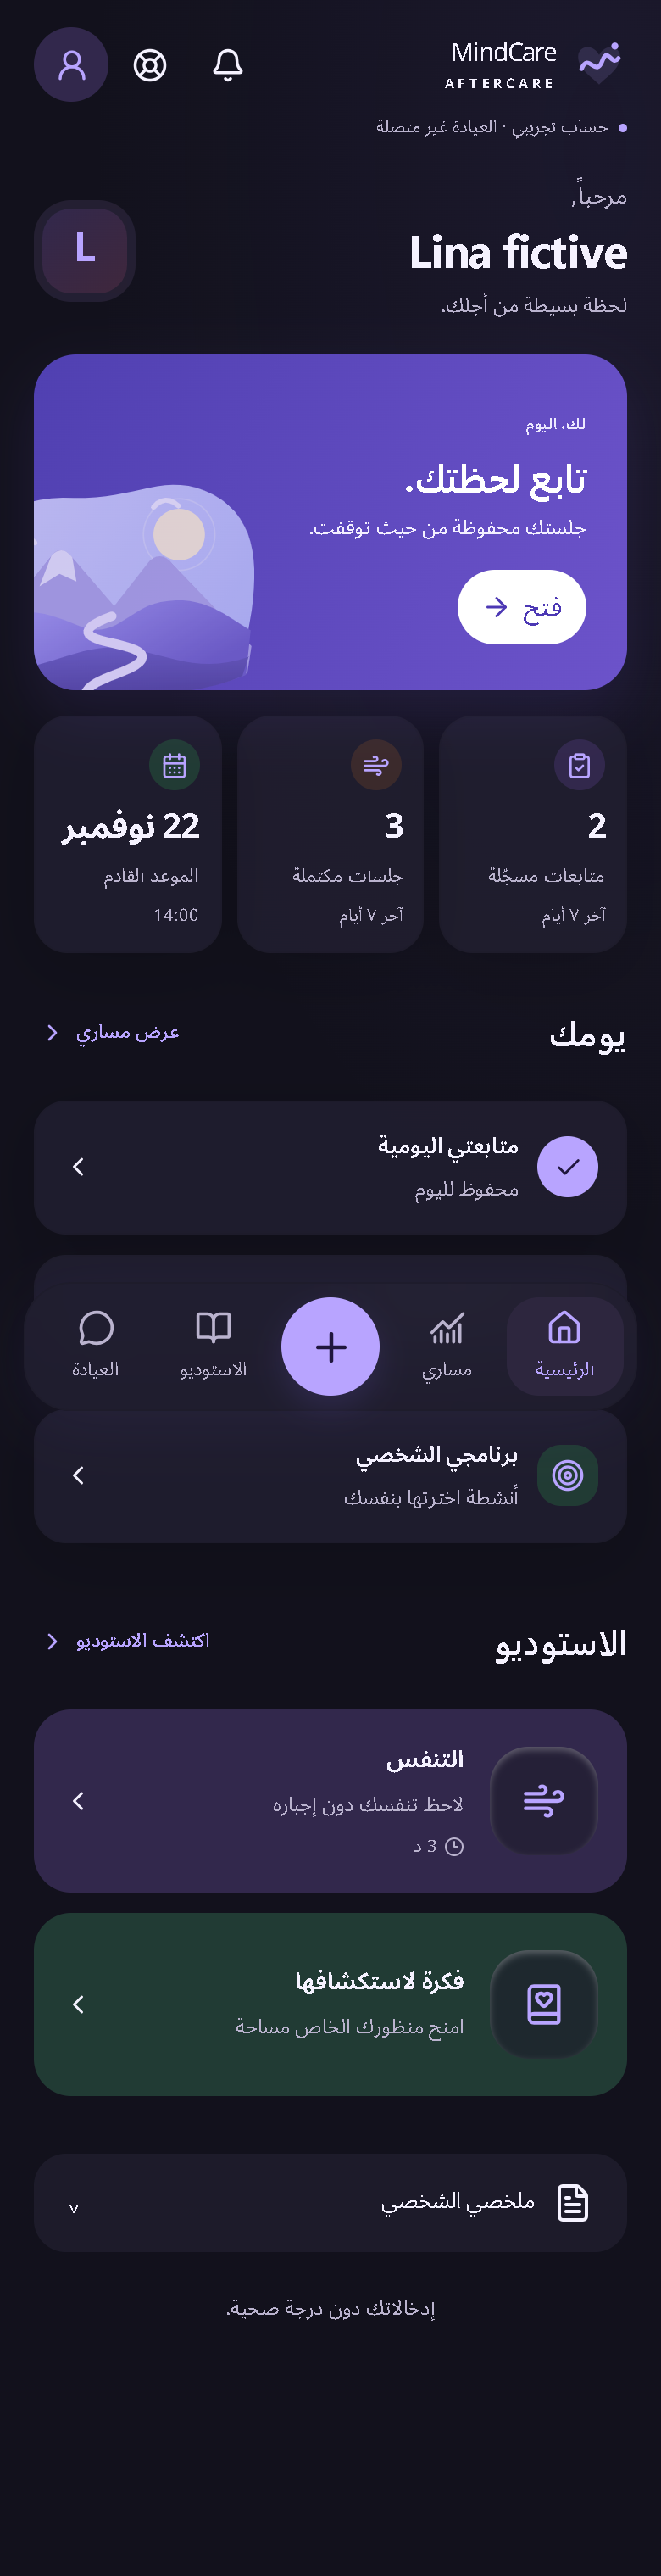 MindCare
AFTERCARE
حساب تجريبي · العيادة غير متصلة
مرحباً,
Lina fictive
L
لحظة بسيطة من أجلك.
لك، اليوم
تابع لحظتك.
جلستك محفوظة من حيث توقفت.
فتح
2
متابعات مسجّلة
آخر ٧ أيام
3
جلسات مكتملة
آخر ٧ أيام
22 نوفمبر
الموعد القادم
14:00
يومك
عرض مساري
متابعتي اليومية
محفوظ لليوم
الرئيسية
مساري
الاستوديو
العيادة
برنامجي الشخصي
أنشطة اخترتها بنفسك
الاستوديو
اكتشف الاستوديو
التنفس
لاحظ تنفسك دون إجباره
3 د
فكرة لاستكشافها
امنح منظورك الخاص مساحة
ملخصي الشخصي
إدخالاتك دون درجة صحية.